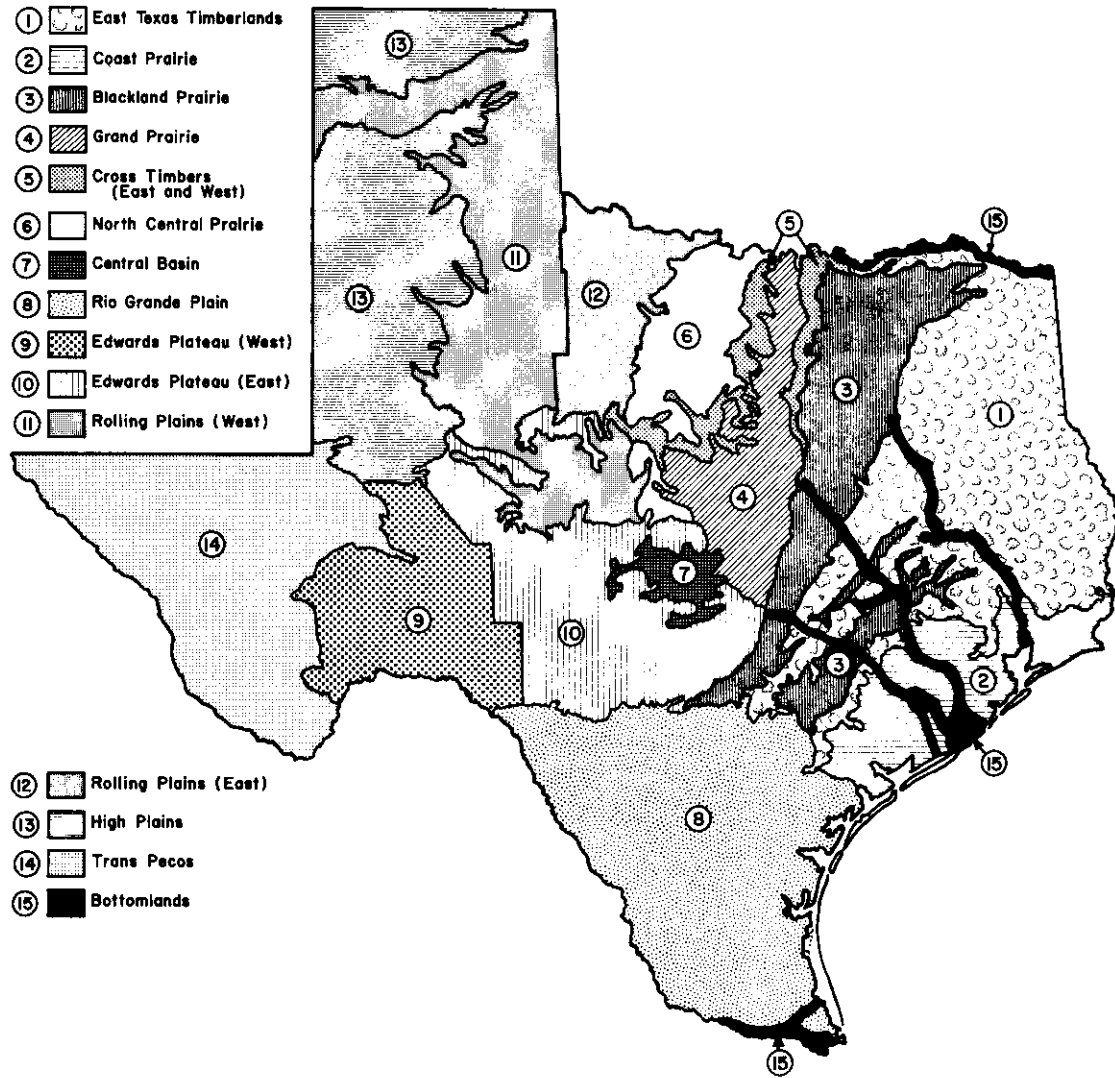 1 East Texas Timberlands
2 Coast Prairie
3 Blackland Prairie
4 Grand Prairie
5 Cross Timbers
(East and West)
6 North Central Prairie
7 Central Basin
8 Rio Grande Plain
9 Edwards Plateau (West)
10 Edwards Plateau (East)
11 Rolling Plains (West)
12 Rolling Plains (East)
13 High Plains
14 Trans Pecos
15 Bottomlands
13
15
5
11
13
12
6
3
1
4
14
7
9
10
3
2
15
8
15